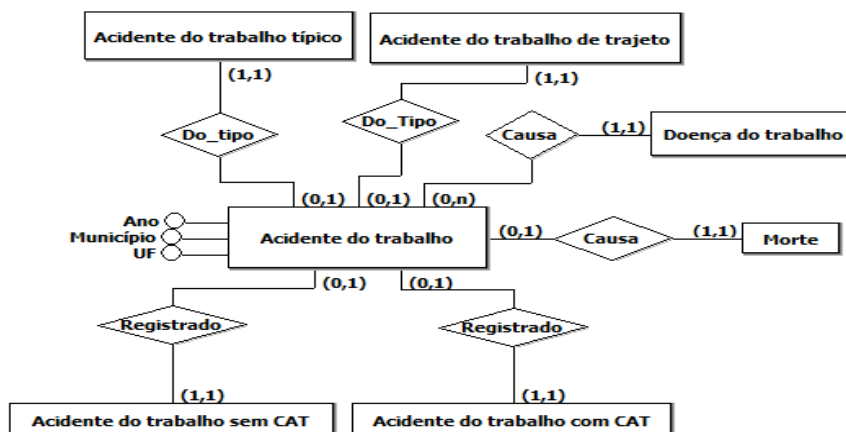 Acidente do trabalho típico
Acidente do trabalho de trajeto
(1,1)
(1,1)
Do_tipo
Do_Tipo
Causa
(1,1)
Doença do trabalho
(0,1)
(0,1)
(0,n)
Ano
Município
UF
Acidente do trabalho
(0,1)
Causa
(1,1)
Morte
(0,1)
(0,1)
Registrado
Registrado
(1,1)
(1,1)
Acidente do trabalho sem CAT
Acidente do trabalho com CAT